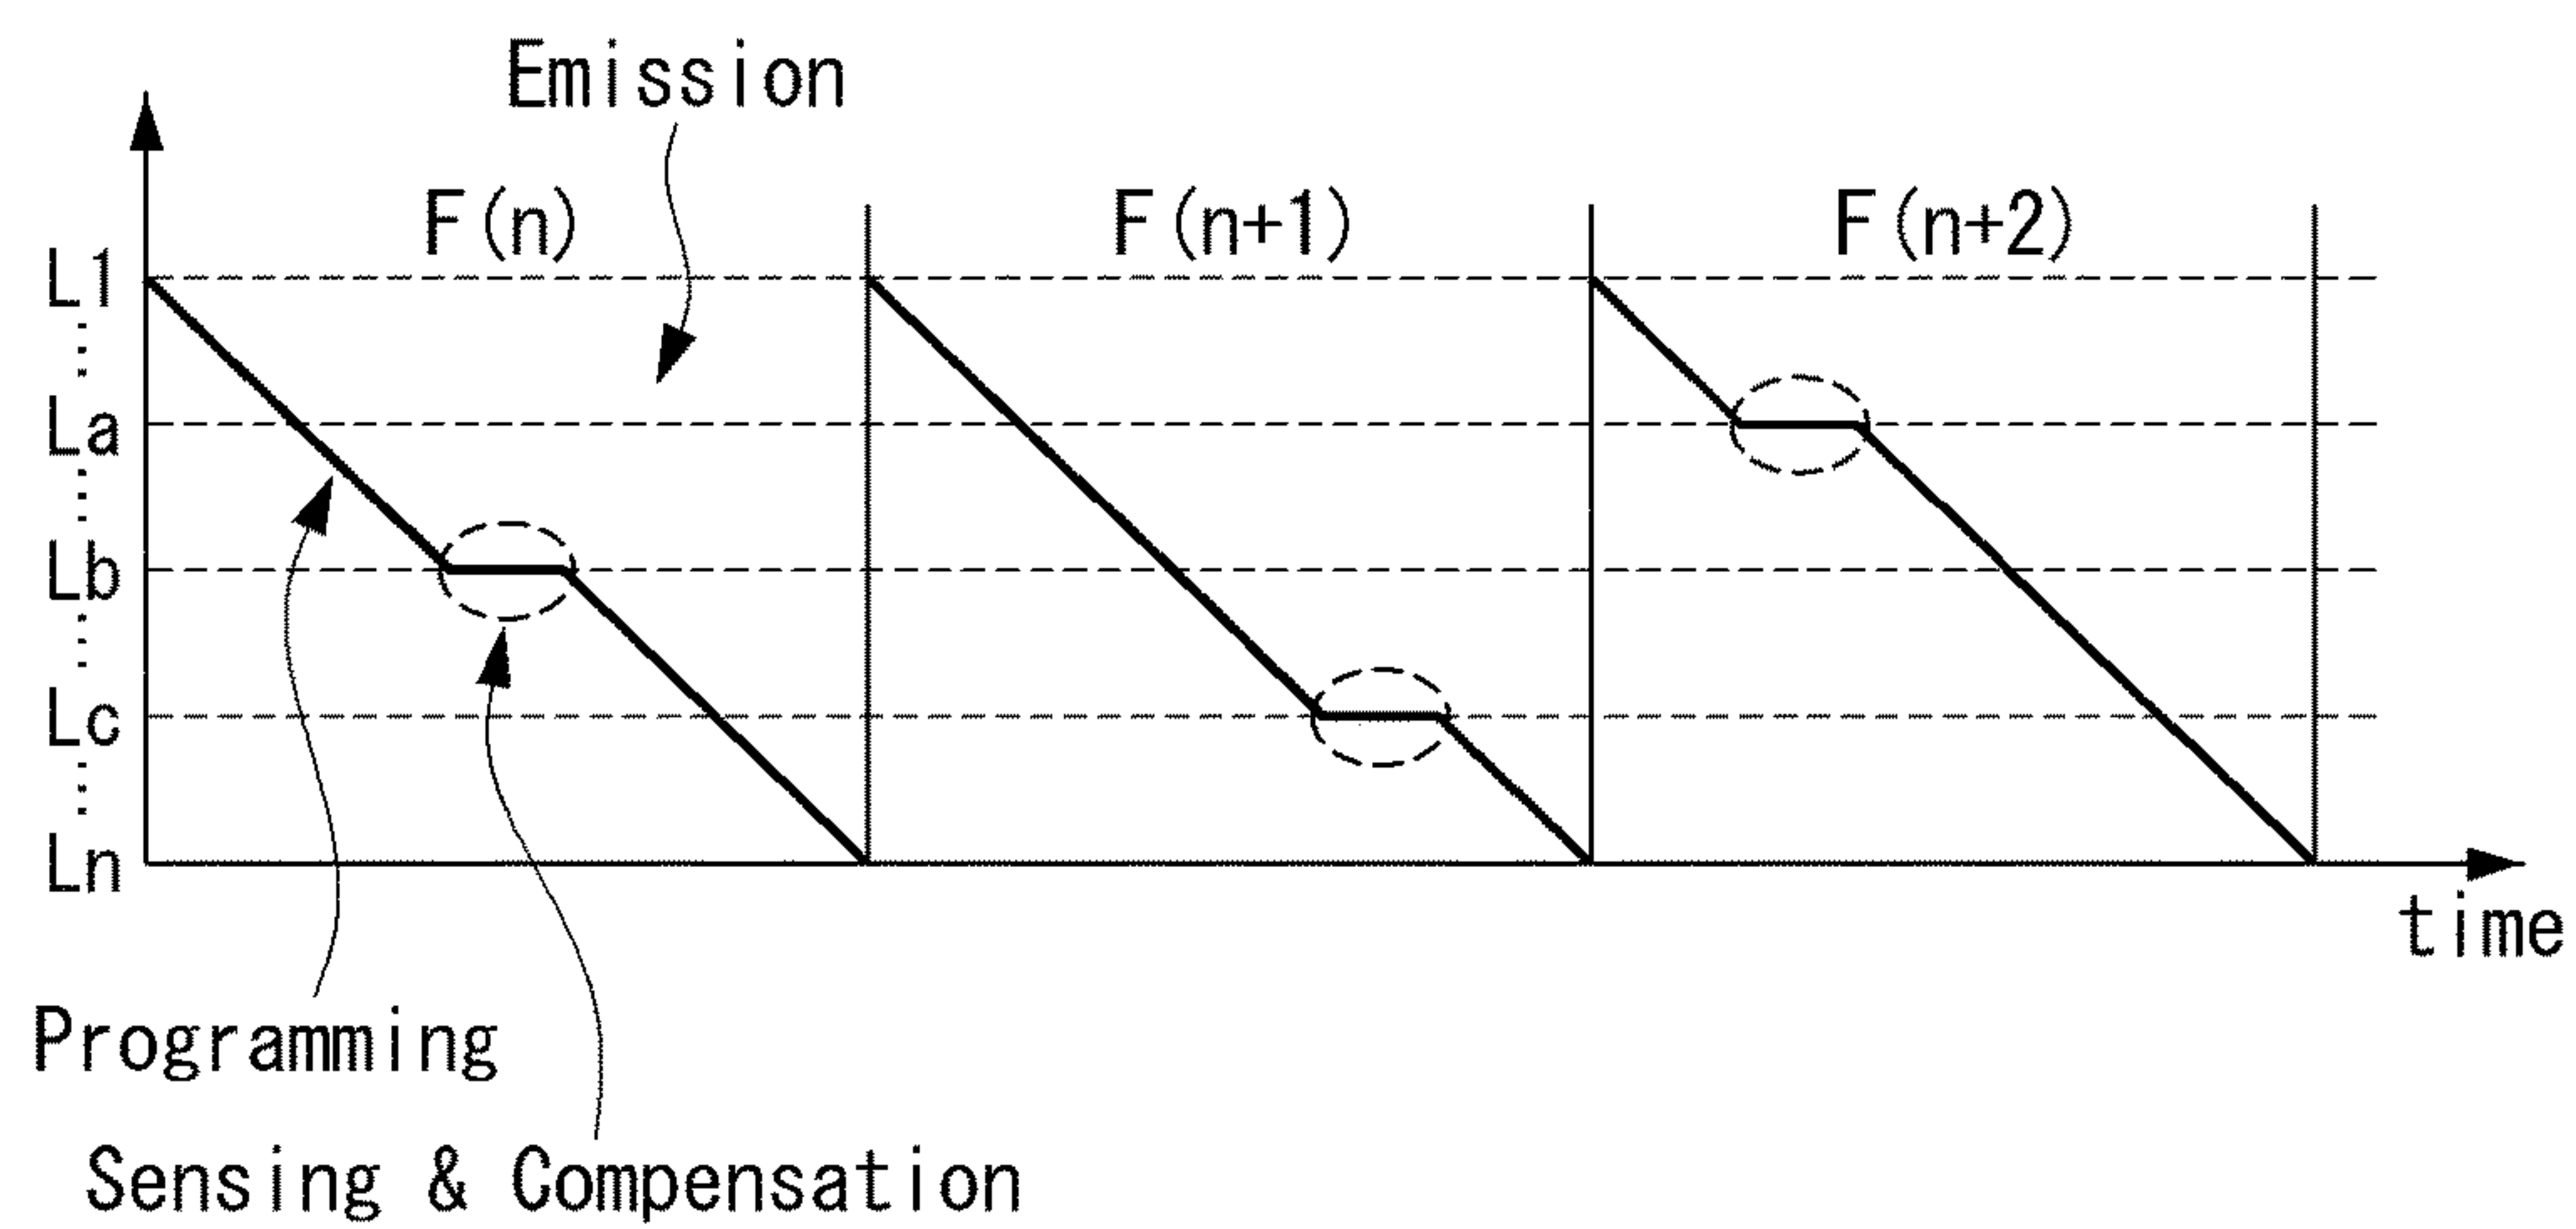 Emission
F(n)
F(n+1)
F(n+2)
L1
La
Lb
Lc
Ln
time
Programming
Sensing & Compensation